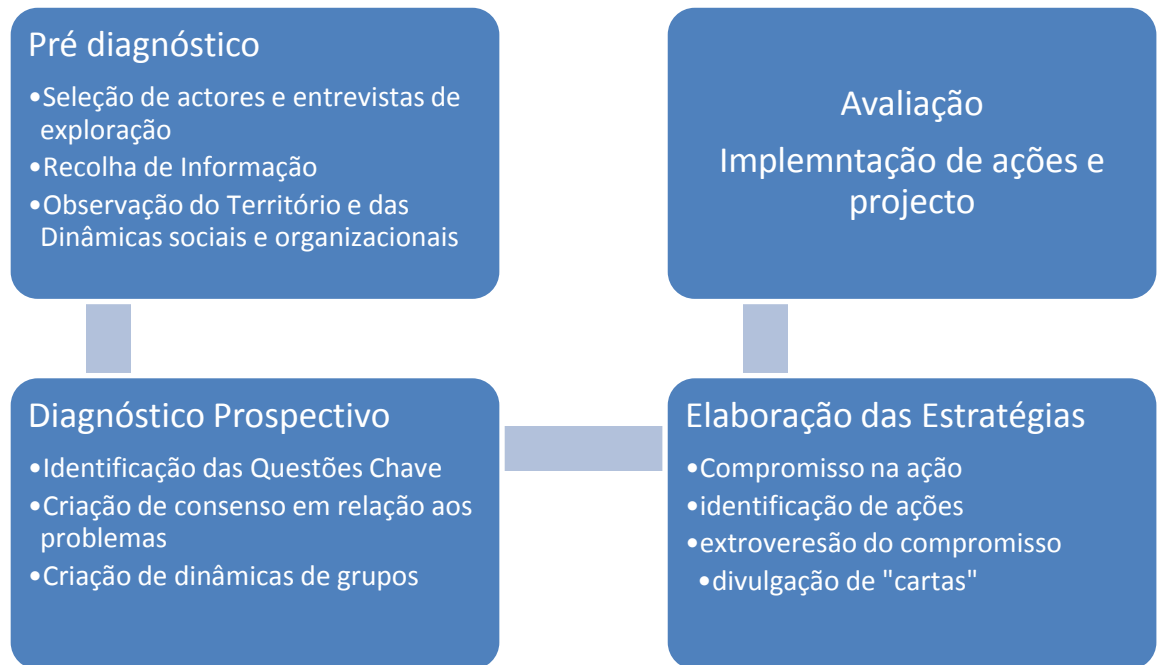 Pré diagnóstico
•Seleção de actores e entrevistas de
exploração
•Recolha de Informação
•Observação do Território e das
Dinâmicas sociais e organizacionais
Diagnóstico Prospectivo
•Identificação das Questões Chave
•Criação de consenso em relação aos
problemas
•Criação de dinâmicas de grupos
Elaboração das Estratégias
•Compromisso na ação
•identificação de ações
•extroveresão do compromisso
•divulgação de "cartas"
Avaliação
Implemntação de ações e
projecto